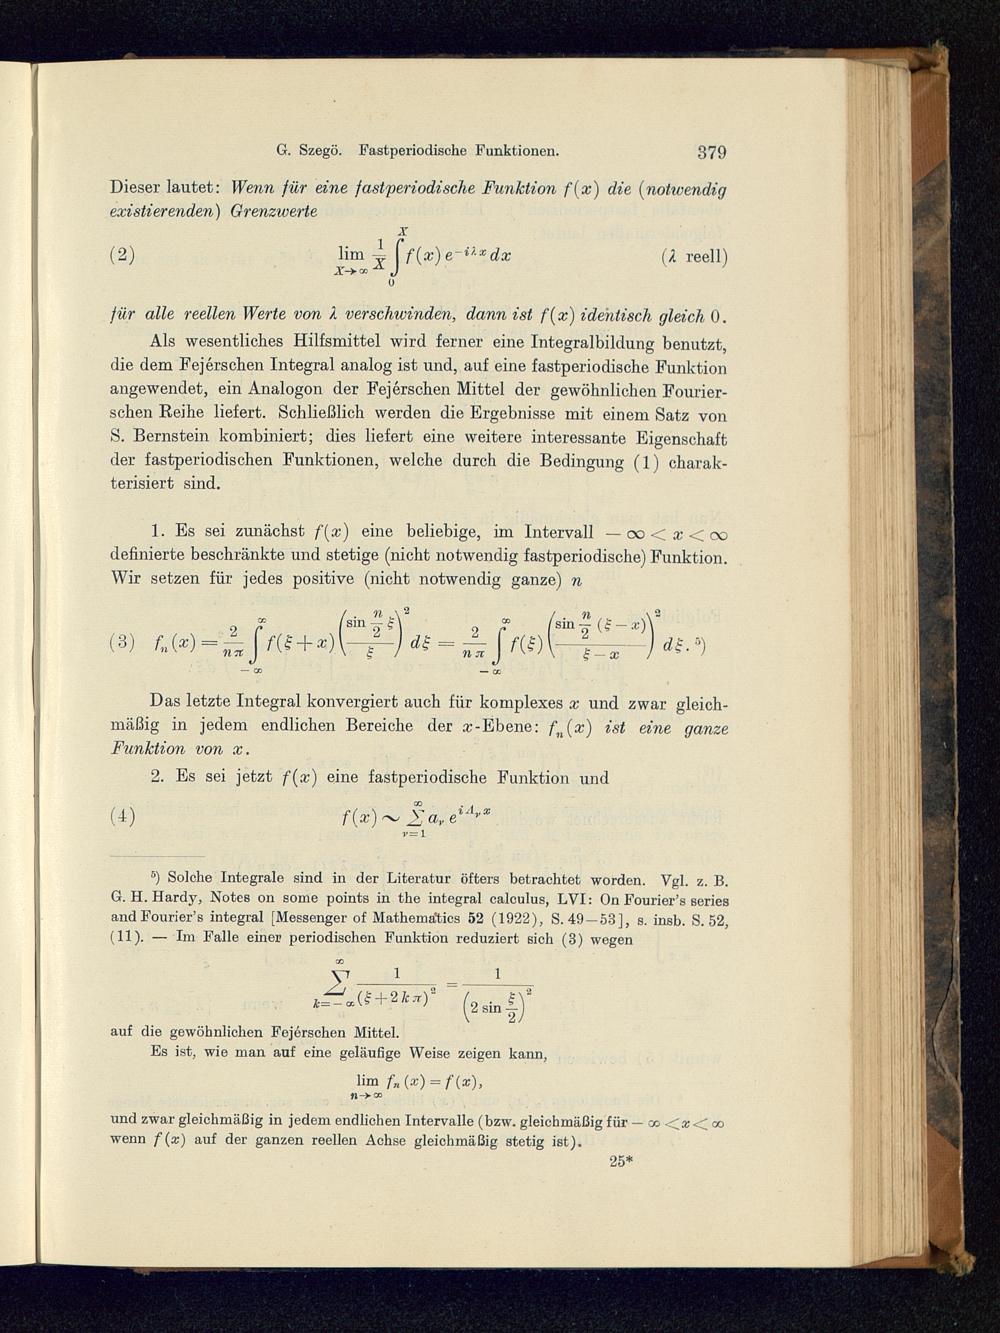 G. Szegö. Fastperiodische Funktionen. 379
Dieser lautet: Wenn für eine fastperiodische Funktion f(x) die (notwendig
existierenden) Grenzwerte
(2) lim_{X→∞} 1/X ∫_0^X f(x) e^{-iλx} dx (λ reell)
für alle reellen Werte von λ verschwinden, dann ist f(x) identisch gleich 0.
Als wesentliches Hilfsmittel wird ferner eine Integralbildung benutzt,
die dem Fejérschen Integral analog ist und, auf eine fastperiodische Funktion
angewendet, ein Analogon der Fejérschen Mittel der gewöhnlichen Fourier-
schen Reihe liefert. Schließlich werden die Ergebnisse mit einem Satz von
S. Bernstein kombiniert; dies liefert eine weitere interessante Eigenschaft
der fastperiodischen Funktionen, welche durch die Bedingung (1) charak-
terisiert sind.
1. Es sei zunächst f(x) eine beliebige, im Intervall — ∞ < x < ∞
definierte beschränkte und stetige (nicht notwendig fastperiodische) Funktion.
Wir setzen für jedes positive (nicht notwendig ganze) n
(3) f_n(x) = 2/(nπ) ∫_{-∞}^{∞} f(ξ+x) (sin n/2 ξ / ξ)² dξ = 2/(nπ) ∫_{-∞}^{∞} f(ξ) (sin n/2 (ξ—x) / (ξ—x))² dξ. ⁵)
Das letzte Integral konvergiert auch für komplexes x und zwar gleich-
mäßig in jedem endlichen Bereiche der x-Ebene: f_n(x) ist eine ganze
Funktion von x.
2. Es sei jetzt f(x) eine fastperiodische Funktion und
(4) f(x) ∼ Σ_{ν=1}^{∞} a_ν e^{iΛ_ν x}
⁵) Solche Integrale sind in der Literatur öfters betrachtet worden. Vgl. z. B.
G. H. Hardy, Notes on some points in the integral calculus, LVI: On Fourier's series
and Fourier's integral [Messenger of Mathematics 52 (1922), S. 49—53], s. insb. S. 52,
(11). — Im Falle einer periodischen Funktion reduziert sich (3) wegen
Σ_{k=-∞}^{∞} 1/(ξ+2kπ)² = 1/(2 sin ξ/2)²
auf die gewöhnlichen Fejérschen Mittel.
Es ist, wie man auf eine geläufige Weise zeigen kann,
lim_{n→∞} f_n(x) = f(x),
und zwar gleichmäßig in jedem endlichen Intervalle (bzw. gleichmäßig für — ∞ < x < ∞
wenn f(x) auf der ganzen reellen Achse gleichmäßig stetig ist).
25*